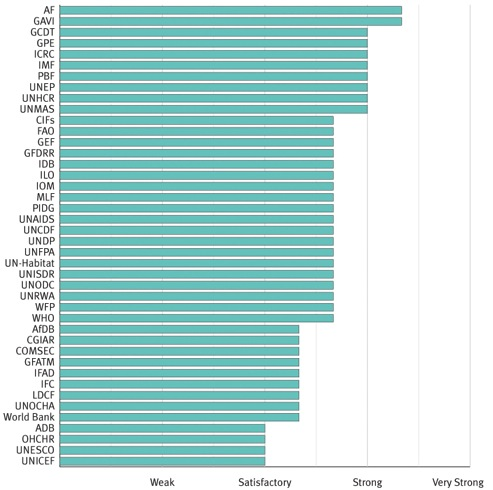 AF
GAVI
GCDT
GPE
ICRC
IMF
PBF
UNEP
UNHCR
UNMAS
CIFs
FAO
GEF
GFDRR
IDB
ILO
IOM
MLF
PIDG
UNAIDS
UNCDF
UNDP
UNFPA
UN-Habitat
UNISDR
UNODC
UNRWA
WFP
WHO
AfDB
CGIAR
COMSEC
GFATM
IFAD
IFC
LDCF
UNOCHA
World Bank
ADB
OHCHR
UNESCO
UNICEF
Weak Satisfactory Strong Very Strong